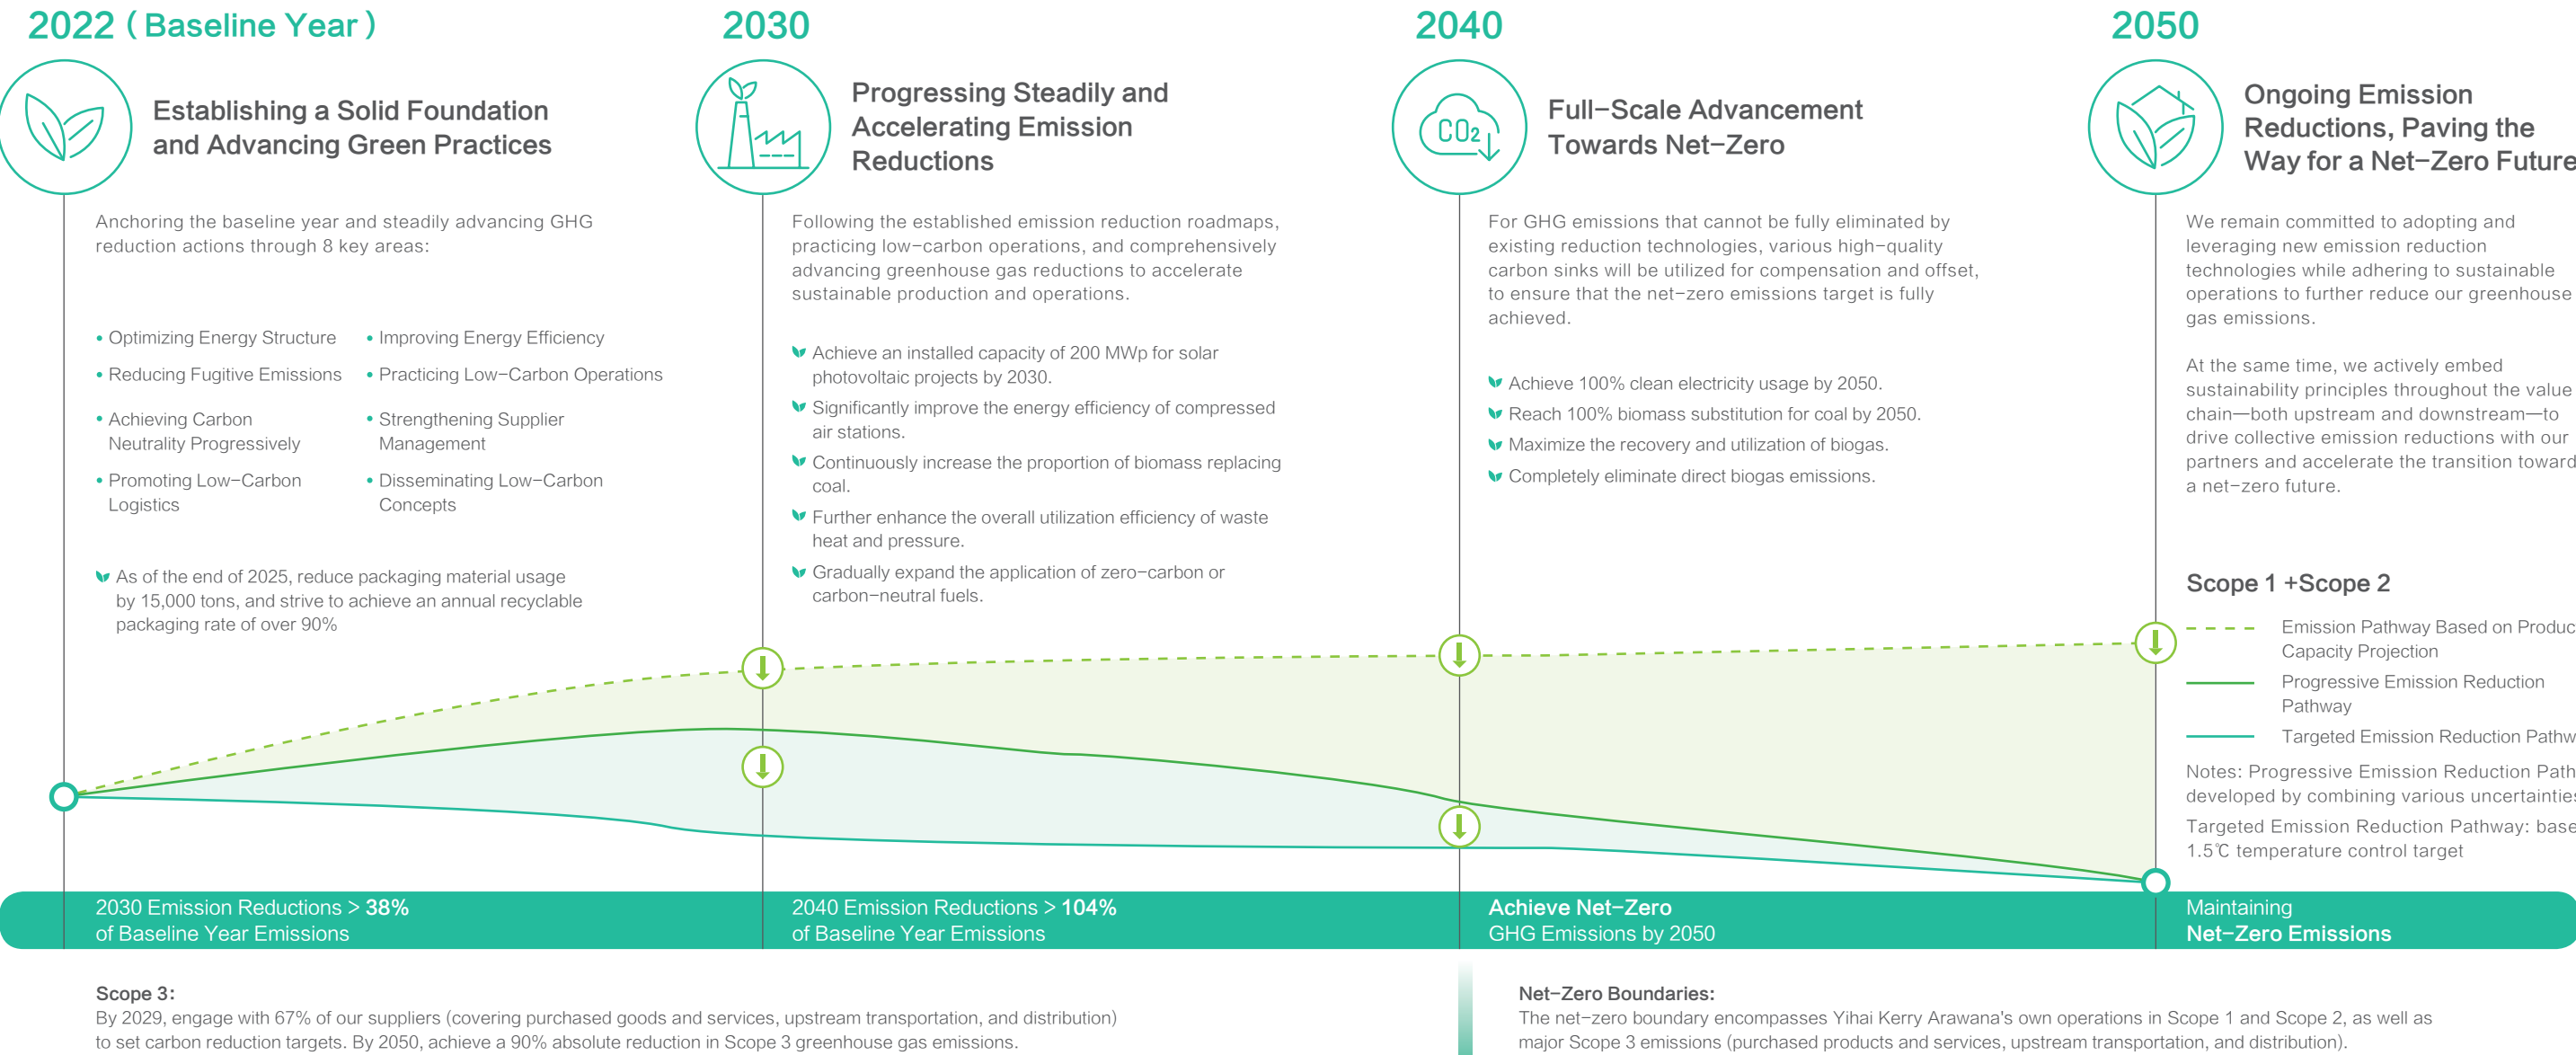 2022 ( Baseline Year )
Establishing a Solid Foundation
and Advancing Green Practices
Anchoring the baseline year and steadily advancing GHG
reduction actions through 8 key areas:
• Optimizing Energy Structure
• Improving Energy Efficiency
• Reducing Fugitive Emissions
• Practicing Low-Carbon Operations
• Achieving Carbon
Neutrality Progressively
• Strengthening Supplier
Management
• Promoting Low-Carbon
Logistics
• Disseminating Low-Carbon
Concepts
As of the end of 2025, reduce packaging material usage
by 15,000 tons, and strive to achieve an annual recyclable
packaging rate of over 90%
2030
Progressing Steadily and
Accelerating Emission
Reductions
Following the established emission reduction roadmaps,
practicing low-carbon operations, and comprehensively
advancing greenhouse gas reductions to accelerate
sustainable production and operations.
Achieve an installed capacity of 200 MWp for solar
photovoltaic projects by 2030.
Significantly improve the energy efficiency of compressed
air stations.
Continuously increase the proportion of biomass replacing
coal.
Further enhance the overall utilization efficiency of waste
heat and pressure.
Gradually expand the application of zero-carbon or
carbon-neutral fuels.
2040
CO2
Full-Scale Advancement
Towards Net-Zero
For GHG emissions that cannot be fully eliminated by
existing reduction technologies, various high-quality
carbon sinks will be utilized for compensation and offset,
to ensure that the net-zero emissions target is fully
achieved.
Achieve 100% clean electricity usage by 2050.
Reach 100% biomass substitution for coal by 2050.
Maximize the recovery and utilization of biogas.
Completely eliminate direct biogas emissions.
2050
Ongoing Emission
Reductions, Paving the
Way for a Net-Zero Future
We remain committed to adopting and
leveraging new emission reduction
technologies while adhering to sustainable
operations to further reduce our greenhouse
gas emissions.
At the same time, we actively embed
sustainability principles throughout the value
chain—both upstream and downstream—to
drive collective emission reductions with our
partners and accelerate the transition toward
a net-zero future.
Scope 1 +Scope 2
Emission Pathway Based on Produc
Capacity Projection
Progressive Emission Reduction
Pathway
Targeted Emission Reduction Pathw
Notes: Progressive Emission Reduction Path
developed by combining various uncertainties
Targeted Emission Reduction Pathway: base
1.5℃ temperature control target
2030 Emission Reductions > 38%
of Baseline Year Emissions
2040 Emission Reductions > 104%
of Baseline Year Emissions
Achieve Net-Zero
GHG Emissions by 2050
Maintaining
Net-Zero Emissions
Scope 3:
By 2029, engage with 67% of our suppliers (covering purchased goods and services, upstream transportation, and distribution)
to set carbon reduction targets. By 2050, achieve a 90% absolute reduction in Scope 3 greenhouse gas emissions.
Net-Zero Boundaries:
The net-zero boundary encompasses Yihai Kerry Arawana's own operations in Scope 1 and Scope 2, as well as
major Scope 3 emissions (purchased products and services, upstream transportation, and distribution).